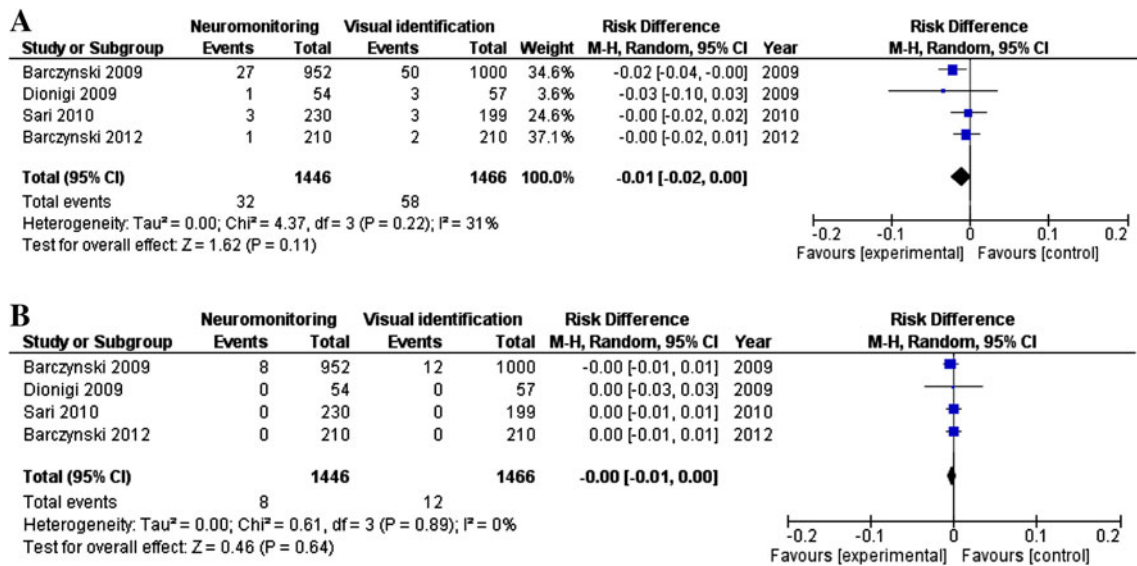 A
Neuromonitoring Visual identification Risk Difference Risk Difference
Study or Subgroup Events Total Events Total Weight M-H, Random, 95% CI Year M-H, Random, 95% CI
Barczynski 2009 27 952 50 1000 34.6% -0.02 [-0.04, -0.00] 2009
Dionigi 2009 1 54 3 57 3.6% -0.03 [-0.10, 0.03] 2009
Sari 2010 3 230 3 199 24.6% -0.00 [-0.02, 0.02] 2010
Barczynski 2012 1 210 2 210 37.1% -0.00 [-0.02, 0.01] 2012
Total (95% CI) 1446 1466 100.0% -0.01 [-0.02, 0.00]
Total events 32 58
Heterogeneity: Tau² = 0.00; Chi² = 4.37, df = 3 (P = 0.22); I² = 31%
Test for overall effect: Z = 1.62 (P = 0.11)
-0.2 -0.1 0 0.1 0.2
Favours [experimental] Favours [control]
B
Neuromonitoring Visual identification Risk Difference Risk Difference
Study or Subgroup Events Total Events Total M-H, Random, 95% CI Year M-H, Random, 95% CI
Barczynski 2009 8 952 12 1000 -0.00 [-0.01, 0.01] 2009
Dionigi 2009 0 54 0 57 0.00 [-0.03, 0.03] 2009
Sari 2010 0 230 0 199 0.00 [-0.01, 0.01] 2010
Barczynski 2012 0 210 0 210 0.00 [-0.01, 0.01] 2012
Total (95% CI) 1446 1466 -0.00 [-0.01, 0.00]
Total events 8 12
Heterogeneity: Tau² = 0.00; Chi² = 0.61, df = 3 (P = 0.89); I² = 0%
Test for overall effect: Z = 0.46 (P = 0.64)
-0.2 -0.1 0 0.1 0.2
Favours [experimental] Favours [control]